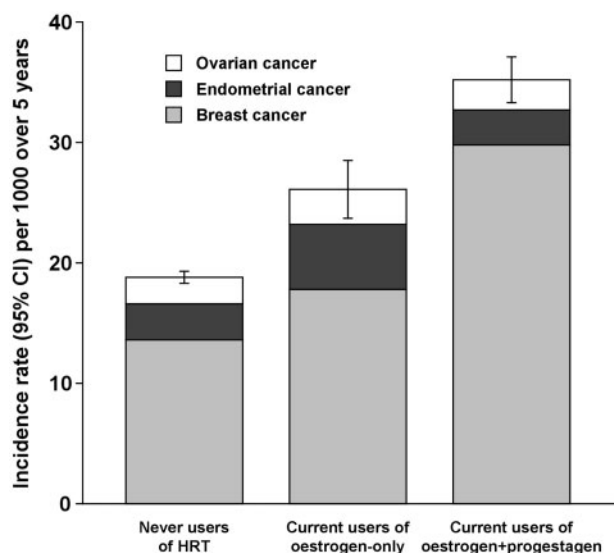 Incidence rate (95% CI) per 1000 over 5 years
40
30
20
10
0
Ovarian cancer
Endometrial cancer
Breast cancer
Never users
of HRT
Current users of
oestrogen-only
Current users of
oestrogen+progestagen